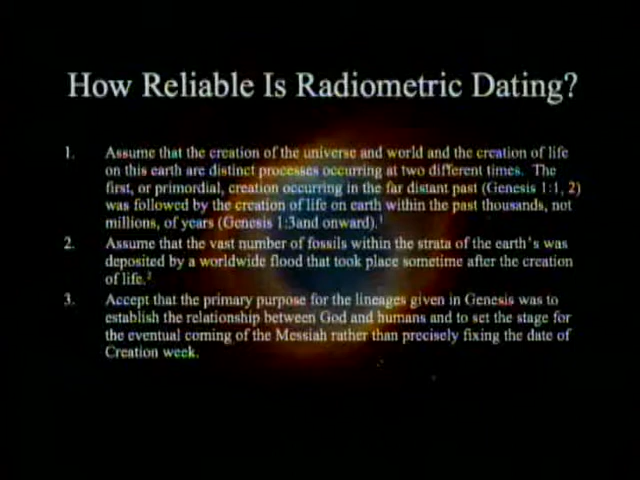 How Reliable Is Radiometric Dating?
1. Assume that the creation of the universe and world and the creation of life
on this earth are distinct processes occurring at two different times. The
first, or primordial, creation occurring in the far distant past (Genesis 1:1, 2)
was followed by the creation of life on earth within the past thousands, not
millions, of years (Genesis 1:3and onward).¹
2. Assume that the vast number of fossils within the strata of the earth's was
deposited by a worldwide flood that took place sometime after the creation
of life.²
3. Accept that the primary purpose for the lineages given in Genesis was to
establish the relationship between God and humans and to set the stage for
the eventual coming of the Messiah rather than precisely fixing the date of
Creation week.